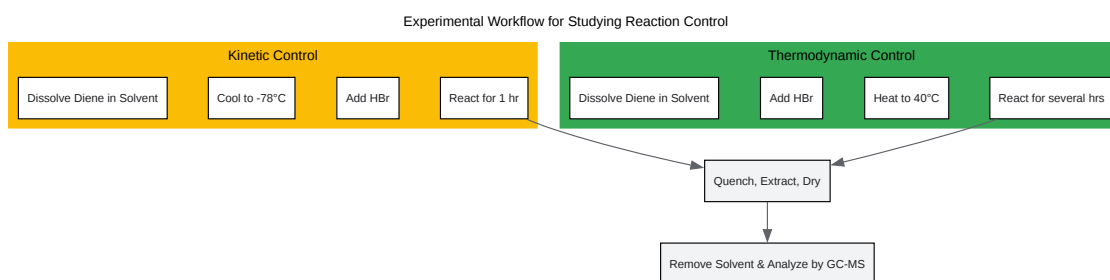 Experimental Workflow for Studying Reaction Control
Kinetic Control
Dissolve Diene in Solvent
Cool to -78°C
Add HBr
React for 1 hr
Thermodynamic Control
Dissolve Diene in Solvent
Add HBr
Heat to 40°C
React for several hrs
Quench, Extract, Dry
Remove Solvent & Analyze by GC-MS